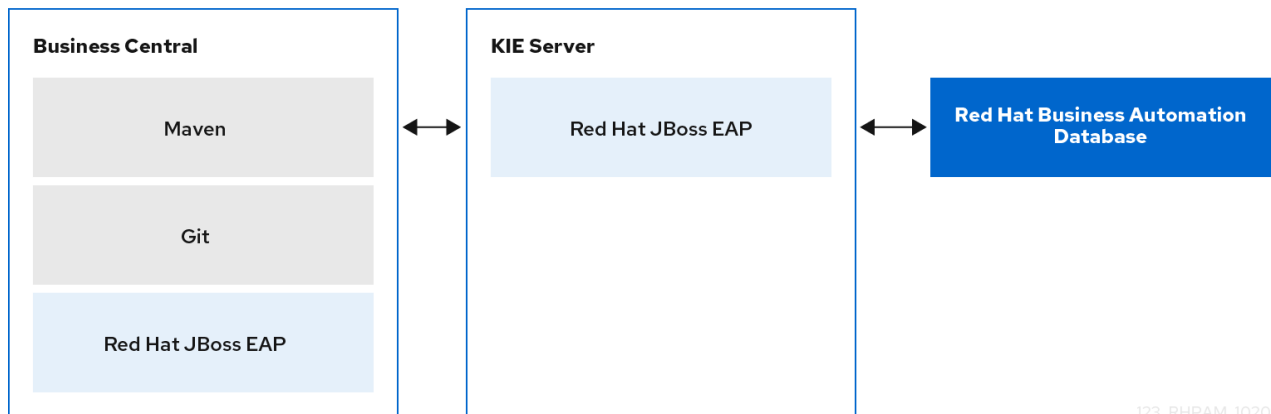 Business Central
Maven
Git
Red Hat JBoss EAP
KIE Server
Red Hat JBoss EAP
Red Hat Business Automation
Database
123_RHPAM_1020